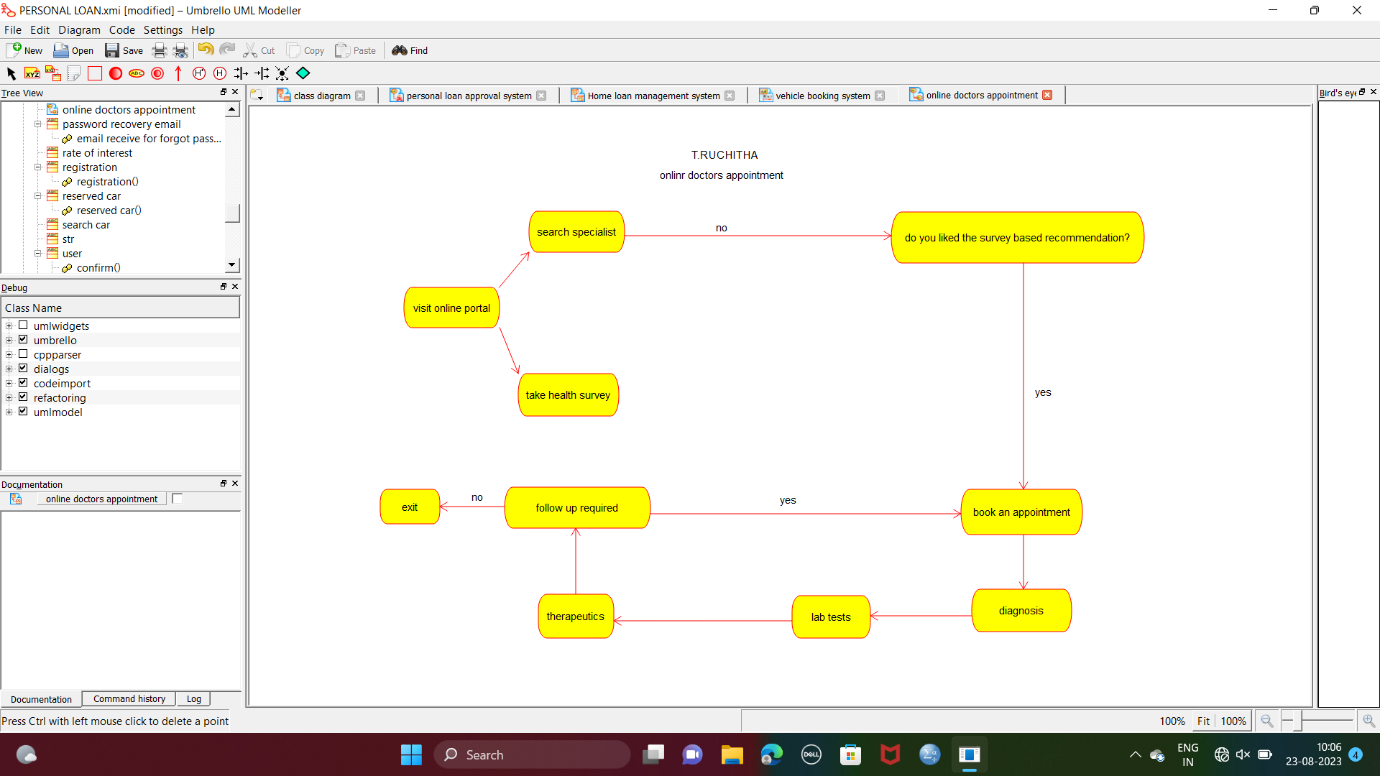 PERSONAL LOAN.xmi [modified] – Umbrello UML Modeller
File Edit Diagram Code Settings Help
New Open Save Cut Copy Paste Find
XYZ ABC H* H
Tree View
class diagram personal loan approval system Home loan management system vehicle booking system online doctors appointment
Bird's eye
online doctors appointment
password recovery email
email receive for forgot pass...
rate of interest
registration
registration()
reserved car
reserved car()
search car
str
user
confirm()
Debug
Class Name
umlwidgets
umbrello
cppparser
dialogs
codeimport
refactoring
umlmodel
Documentation
online doctors appointment
Documentation Command history Log
Press Ctrl with left mouse click to delete a point
T.RUCHITHA
onlinr doctors appointment
search specialist
no
do you liked the survey based recommendation?
visit online portal
take health survey
yes
exit
no
follow up required
yes
book an appointment
therapeutics
lab tests
diagnosis
100% Fit 100%
Search
DELL
ENG
IN
10:06
23-08-2023
4